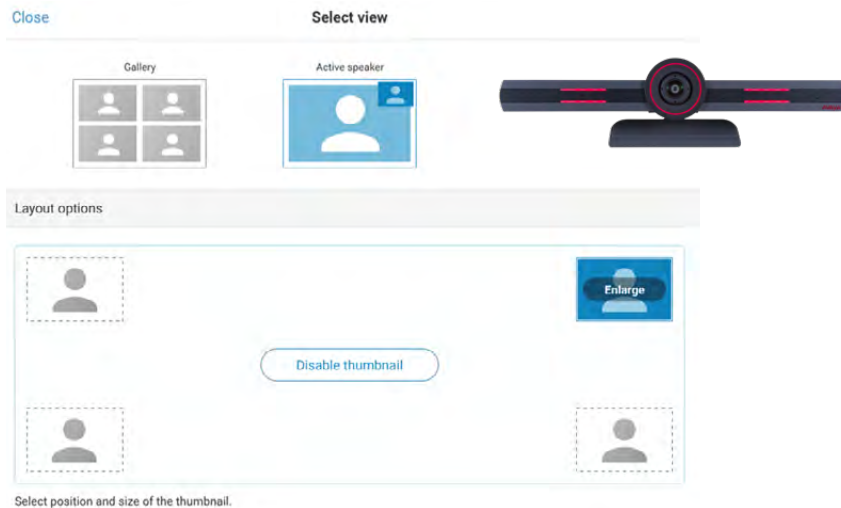 Close
Select view
Gallery
Active speaker
Layout options
Enlarge
Disable thumbnail
Select position and size of the thumbnail.